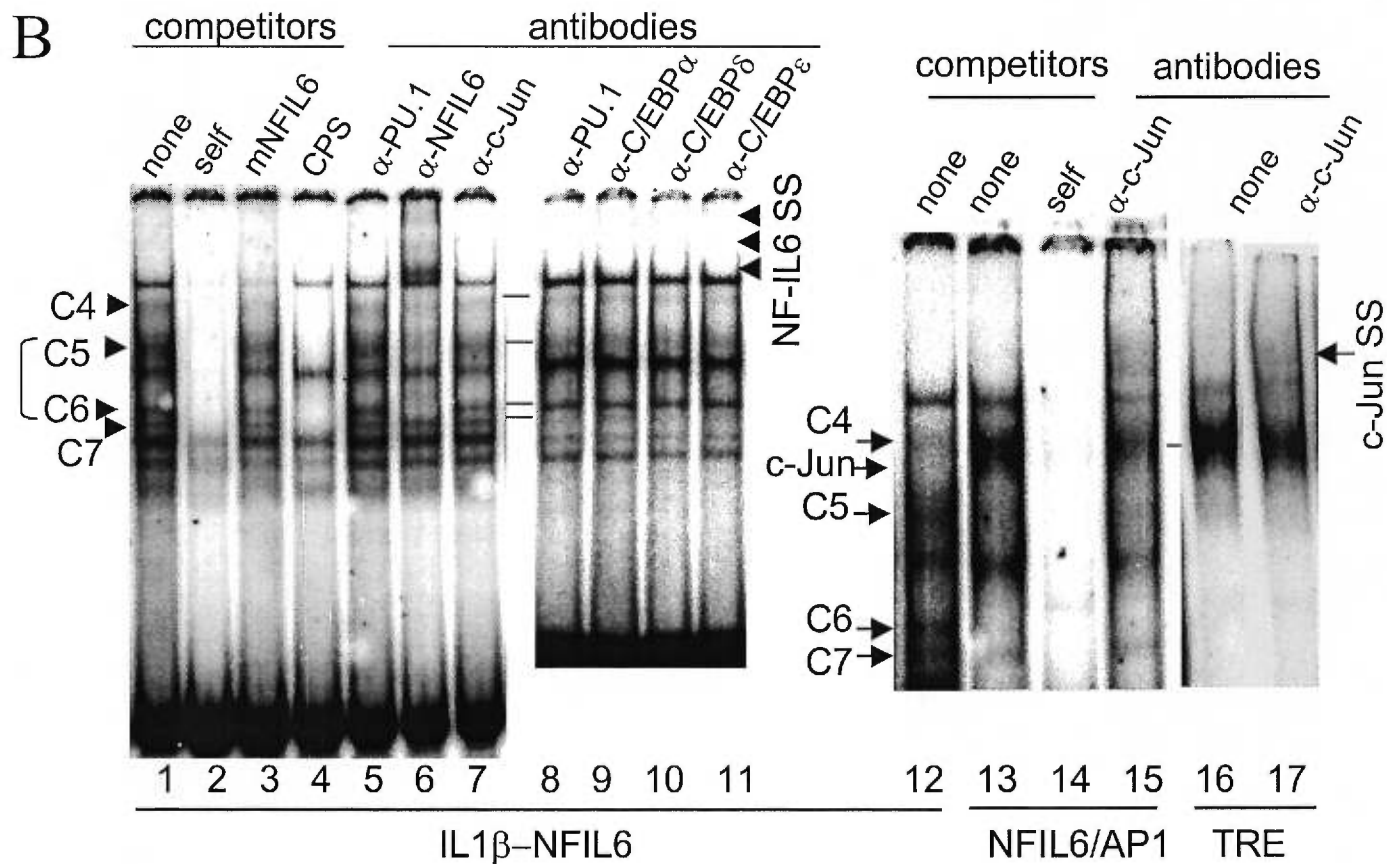 B
competitors
antibodies
none
self
mNFIL6
CPS
α-PU.1
α-NFIL6
α-c-Jun
α-PU.1
α-C/EBPα
α-C/EBPδ
α-C/EBPε
NF-IL6 SS
C4
C5
C6
C7
1 2 3 4 5 6 7 8 9 10 11
IL1β–NFIL6
competitors
antibodies
none
none
self
α-c-Jun
none
α-c-Jun
c-Jun SS
C4
c-Jun
C5
C6
C7
12 13 14 15 16 17
NFIL6/AP1
TRE